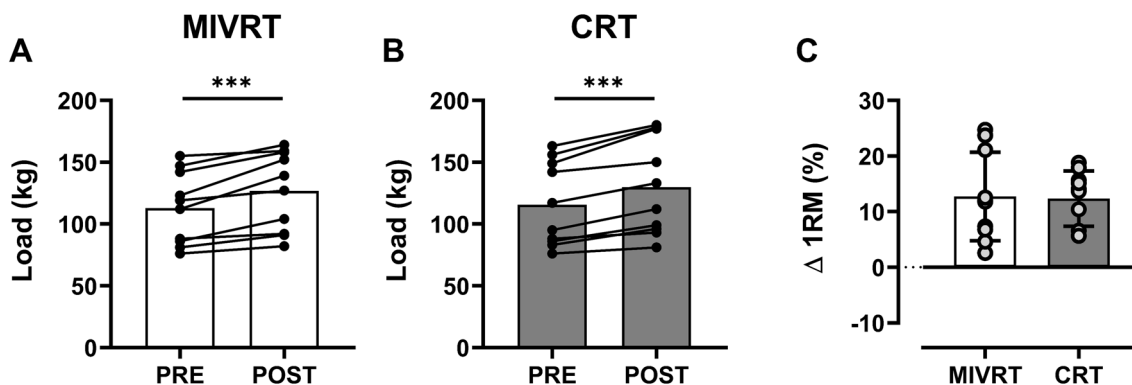 MIVRT
CRT
A
B
C
***
***
200
150
100
50
0
Load (kg)
PRE
POST
200
150
100
50
0
Load (kg)
PRE
POST
30
20
10
0
-10
Δ 1RM (%)
MIVRT
CRT